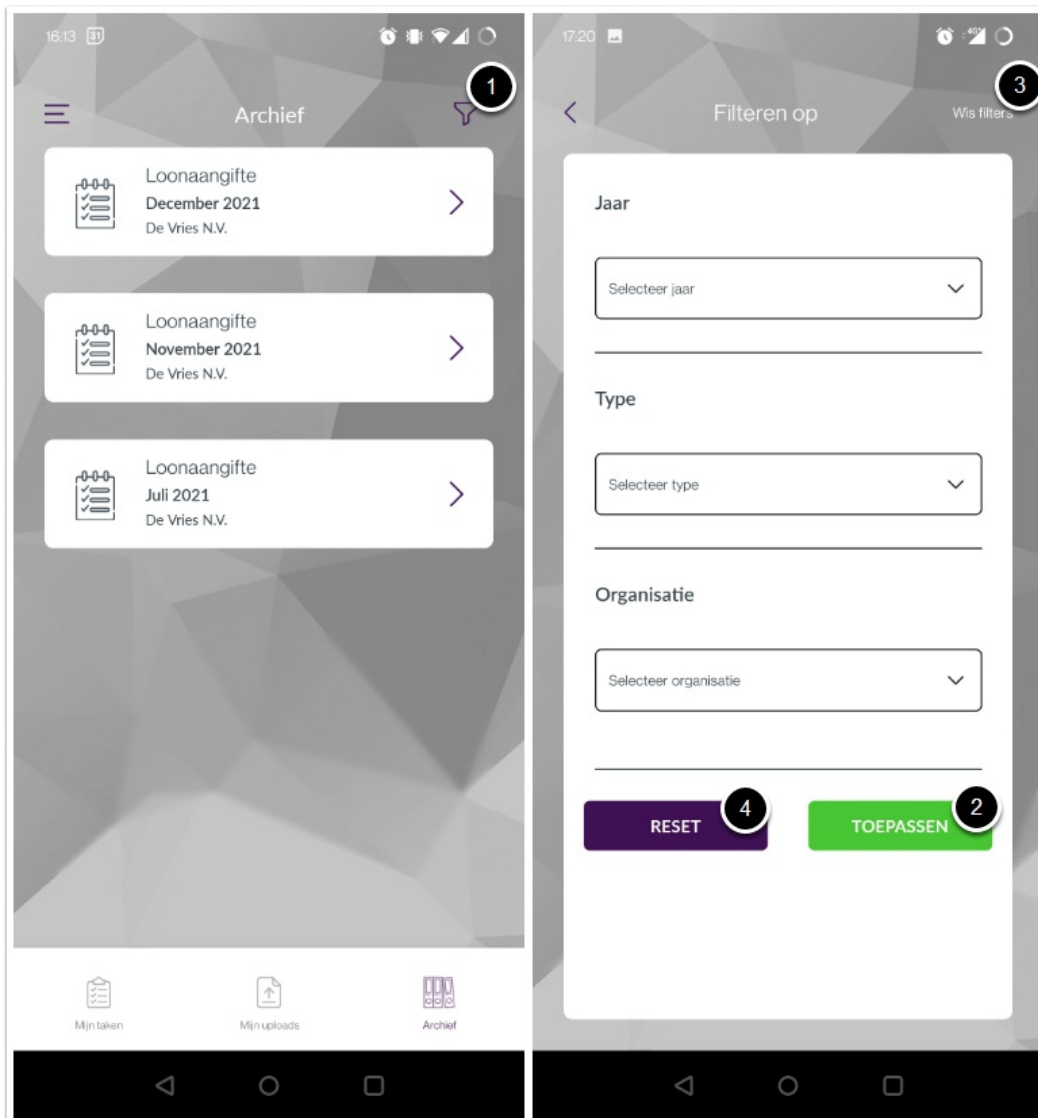 16:13 31
1
Archief
Loonaangifte
December 2021
De Vries N.V.
Loonaangifte
November 2021
De Vries N.V.
Loonaangifte
Juli 2021
De Vries N.V.
Mijn taken
Mijn uploads
Archief
17:20
4G+
3
Filteren op
Wis filters
Jaar
Selecteer jaar
Type
Selecteer type
Organisatie
Selecteer organisatie
RESET
4
TOEPASSEN
2